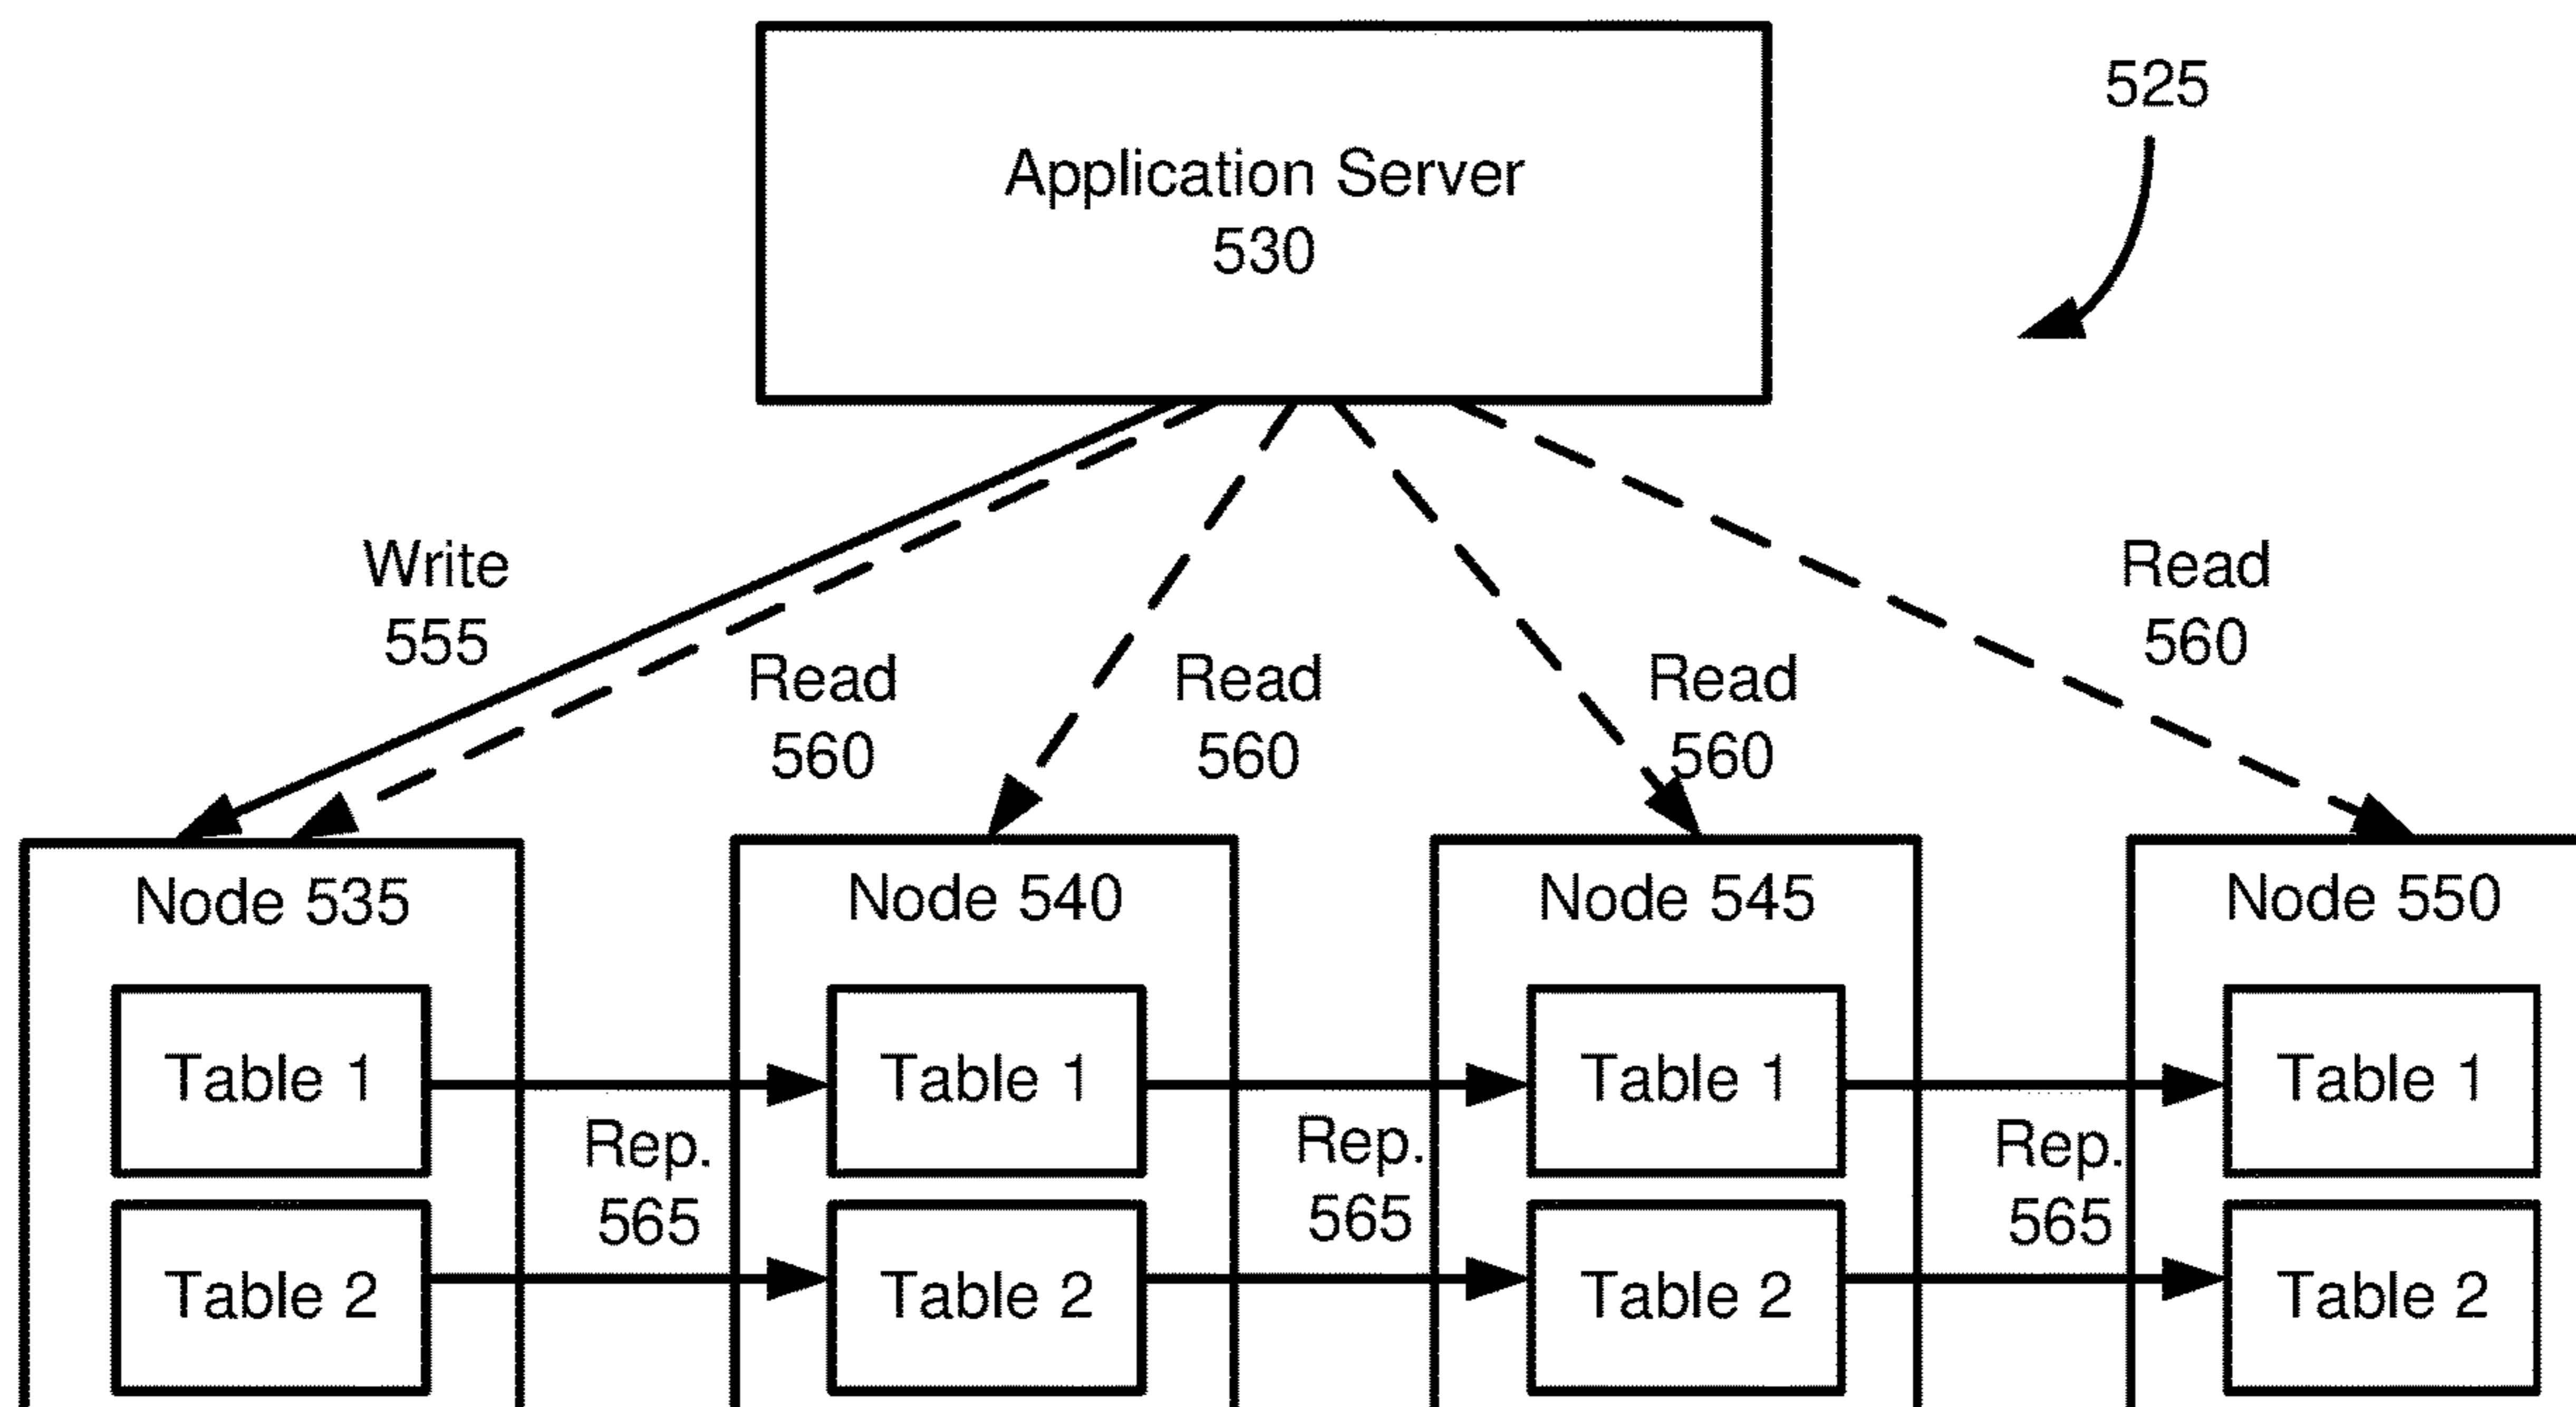 Application Server
530
525
Write
555
Read
560
Read
560
Read
560
Read
560
Node 535
Node 540
Node 545
Node 550
Table 1
Table 1
Table 1
Table 1
Rep.
565
Rep.
565
Rep.
565
Table 2
Table 2
Table 2
Table 2